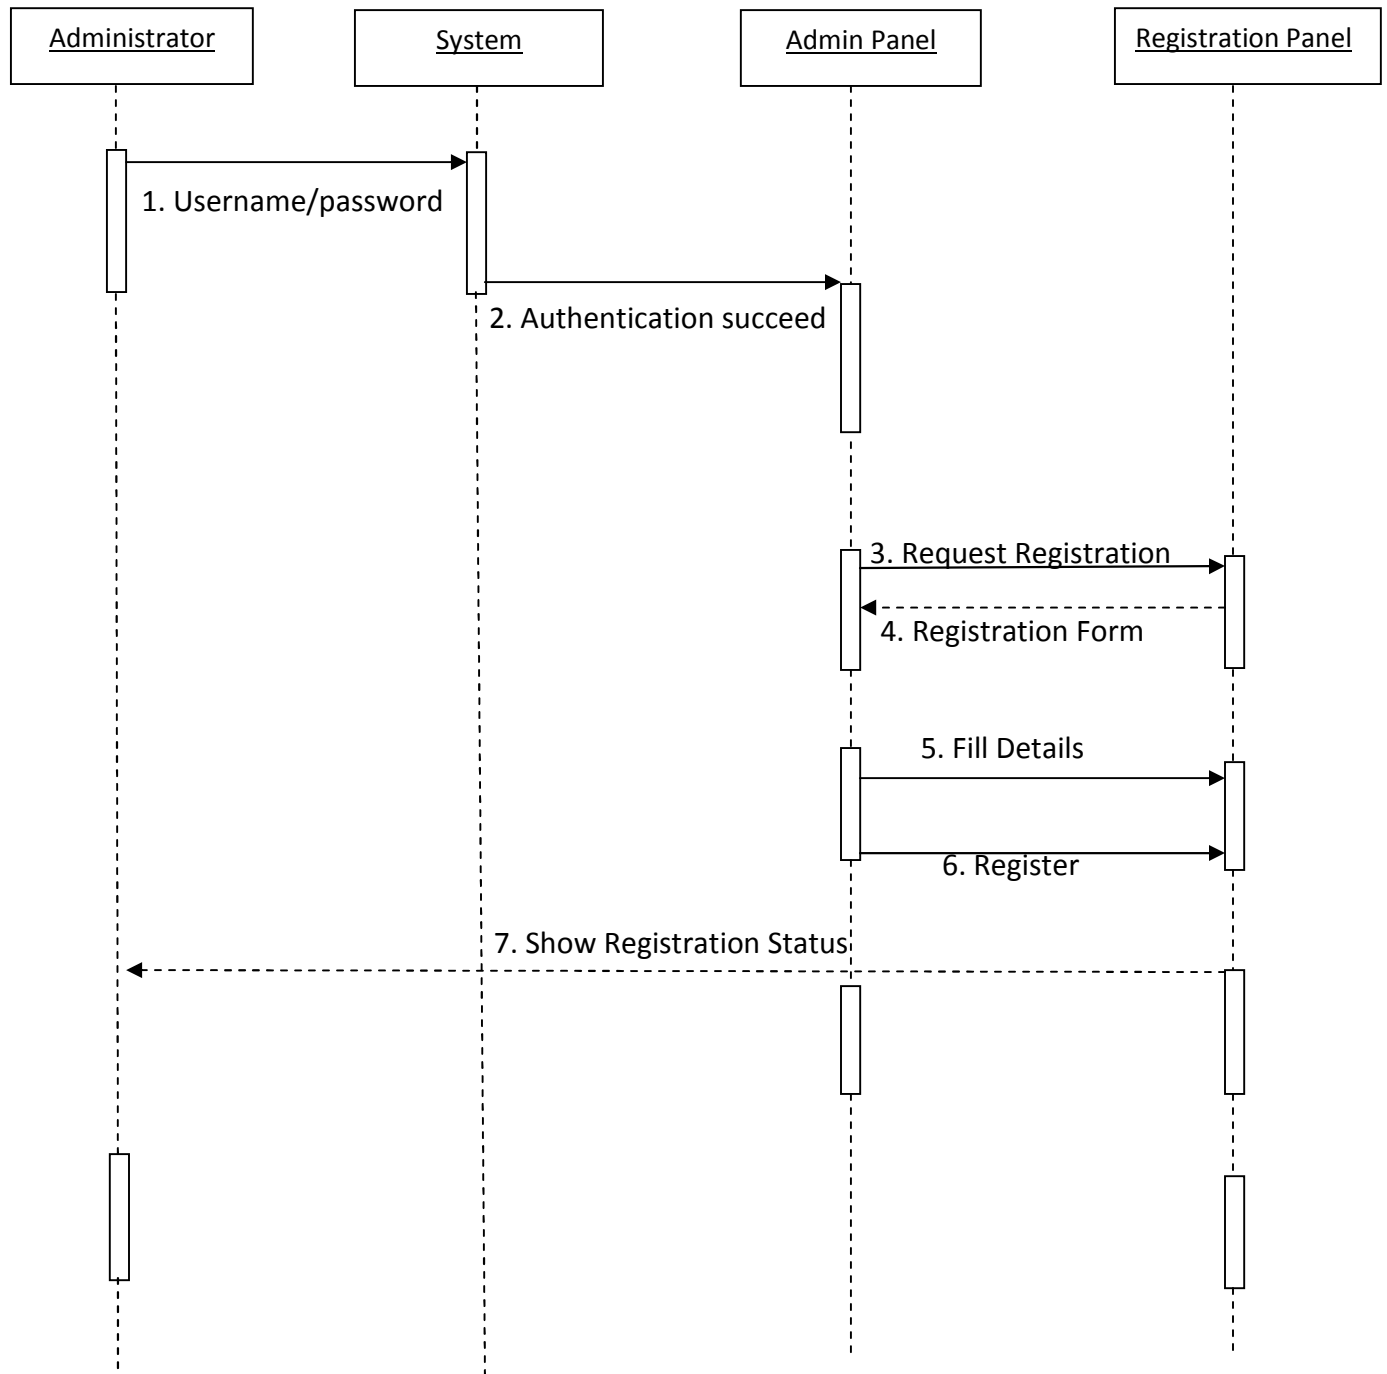 Administrator
System
Admin Panel
Registration Panel
1. Username/password
2. Authentication succeed
3. Request Registration
4. Registration Form
5. Fill Details
6. Register
7. Show Registration Status